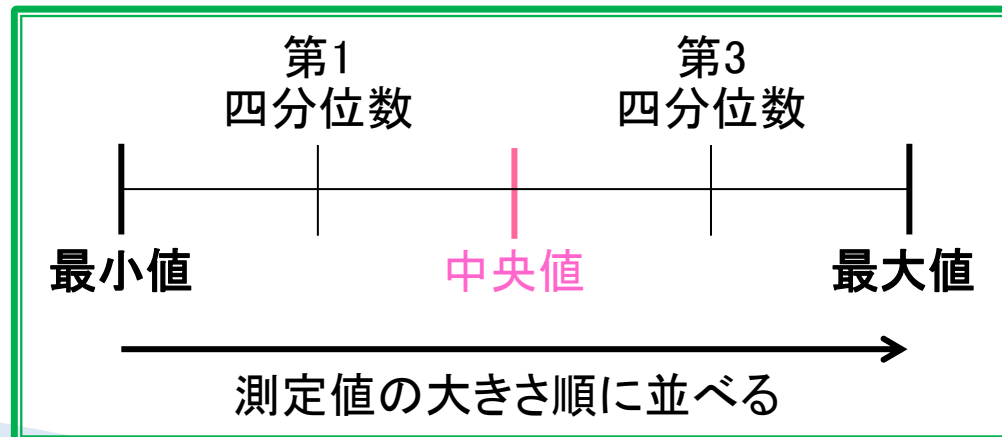 第1
四分位数
第3
四分位数
最小値
中央値
最大値
測定値の大きさ順に並べる